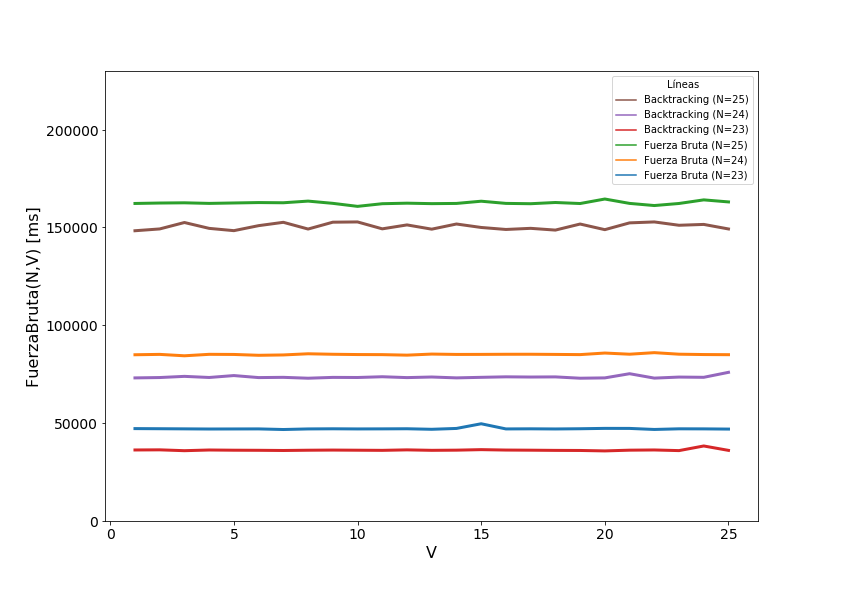 Líneas
Backtracking (N=25)
Backtracking (N=24)
Backtracking (N=23)
Fuerza Bruta (N=25)
Fuerza Bruta (N=24)
Fuerza Bruta (N=23)
FuerzaBruta(N,V) [ms]
200000
150000
100000
50000
0
0 5 10 15 20 25
V